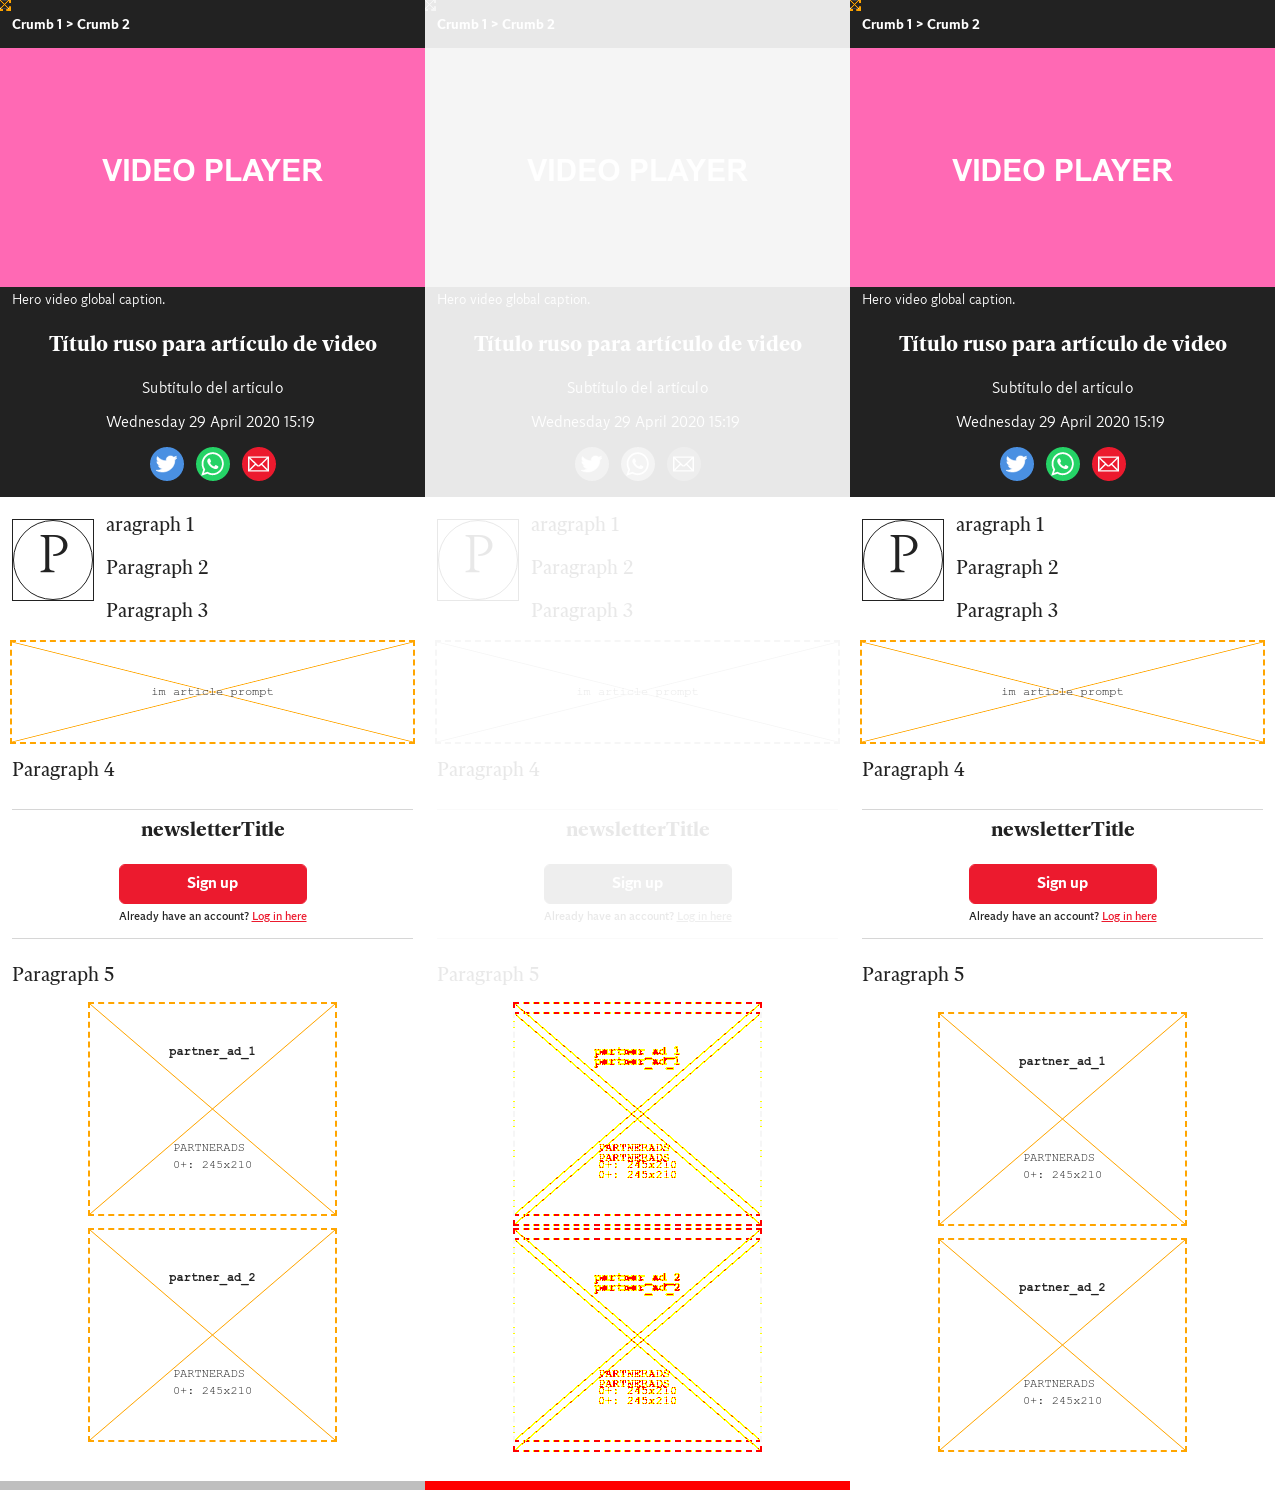 Crumb 1 > Crumb 2
VIDEO PLAYER
Hero video global caption.
Título ruso para artículo de video
Subtítulo del artículo
Wednesday 29 April 2020 15:19
P
aragraph 1
Paragraph 2
Paragraph 3
im article prompt
Paragraph 4
newsletterTitle
Sign up
Already have an account? Log in here
Paragraph 5
partner_ad_1
PARTNERADS
0+: 245x210
partner_ad_2
PARTNERADS
0+: 245x210
Crumb 1 > Crumb 2
VIDEO PLAYER
Hero video global caption.
Título ruso para artículo de video
Subtítulo del artículo
Wednesday 29 April 2020 15:19
P
aragraph 1
Paragraph 2
Paragraph 3
im article prompt
Paragraph 4
newsletterTitle
Sign up
Already have an account? Log in here
Paragraph 5
partner_ad_1
partner_ad_1
PARTNERADS
PARTNERADS
0+: 245x210
0+: 245x210
partner_ad_2
partner_ad_2
PARTNERADS
PARTNERADS
0+: 245x210
0+: 245x210
Crumb 1 > Crumb 2
VIDEO PLAYER
Hero video global caption.
Título ruso para artículo de video
Subtítulo del artículo
Wednesday 29 April 2020 15:19
P
aragraph 1
Paragraph 2
Paragraph 3
im article prompt
Paragraph 4
newsletterTitle
Sign up
Already have an account? Log in here
Paragraph 5
partner_ad_1
PARTNERADS
0+: 245x210
partner_ad_2
PARTNERADS
0+: 245x210